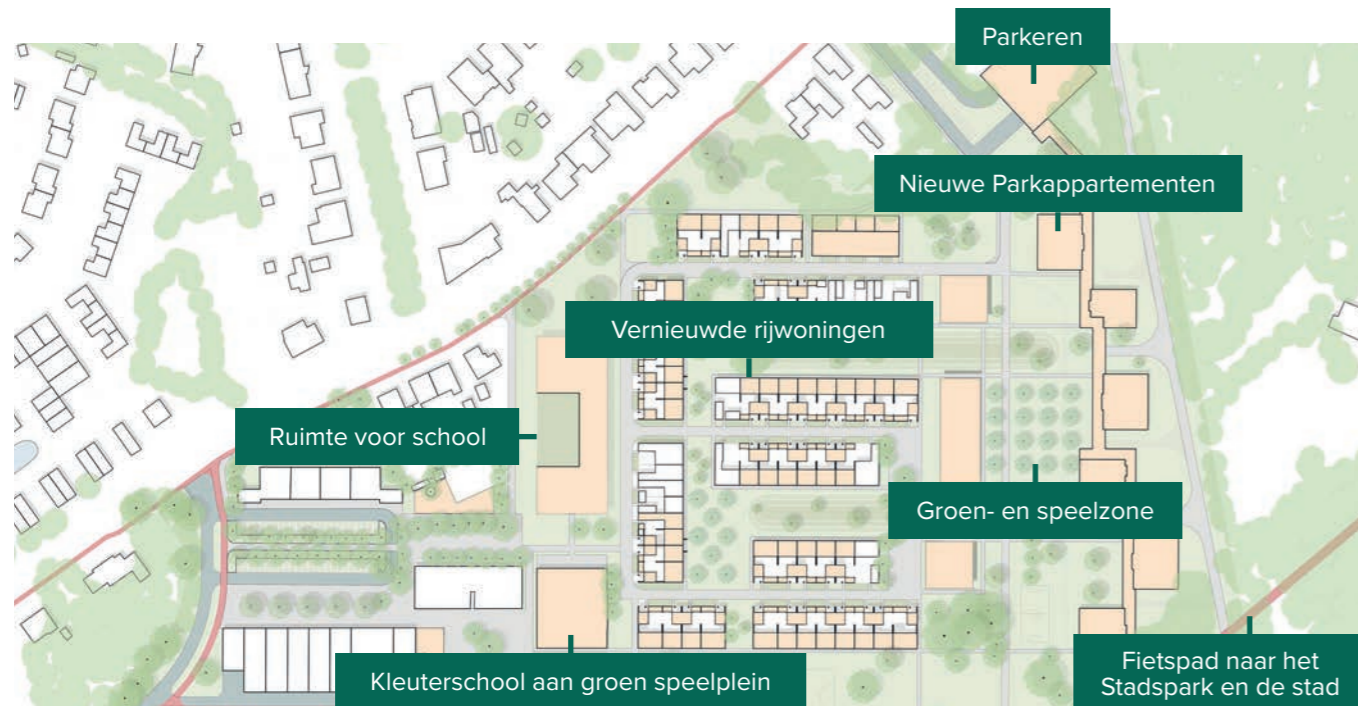 Parkeren
Nieuwe Parkappartementen
Vernieuwde rijwoningen
Ruimte voor school
Groen- en speelzone
Kleuterschool aan groen speelplein
Fietspad naar het
Stadspark en de stad